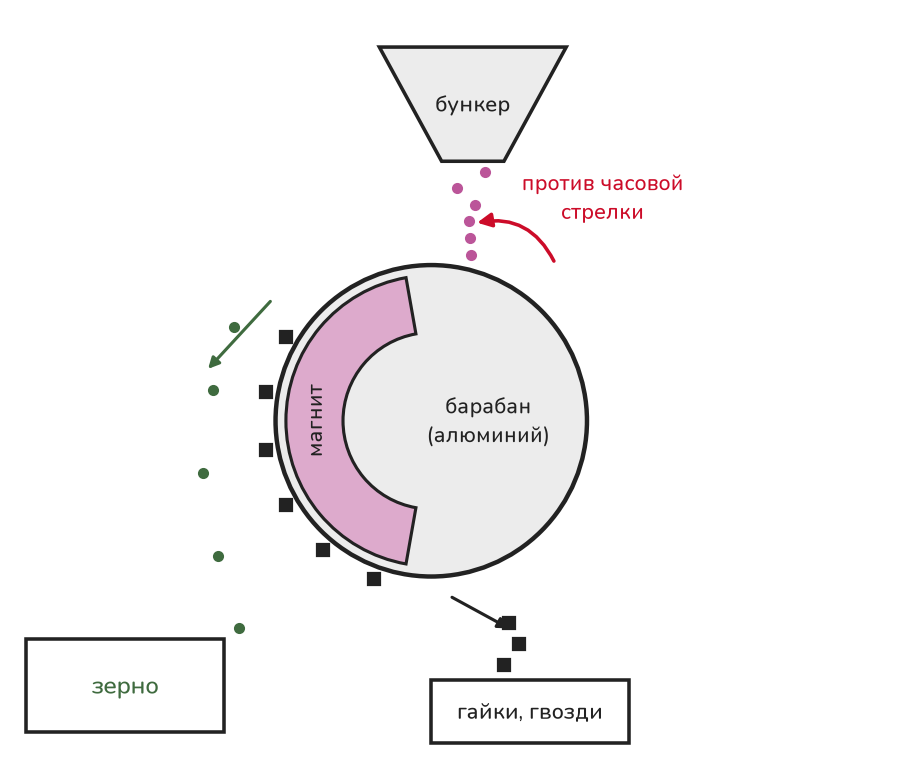 бункер
против часовой
стрелки
магнит
барабан
(алюминий)
зерно
гайки, гвозди